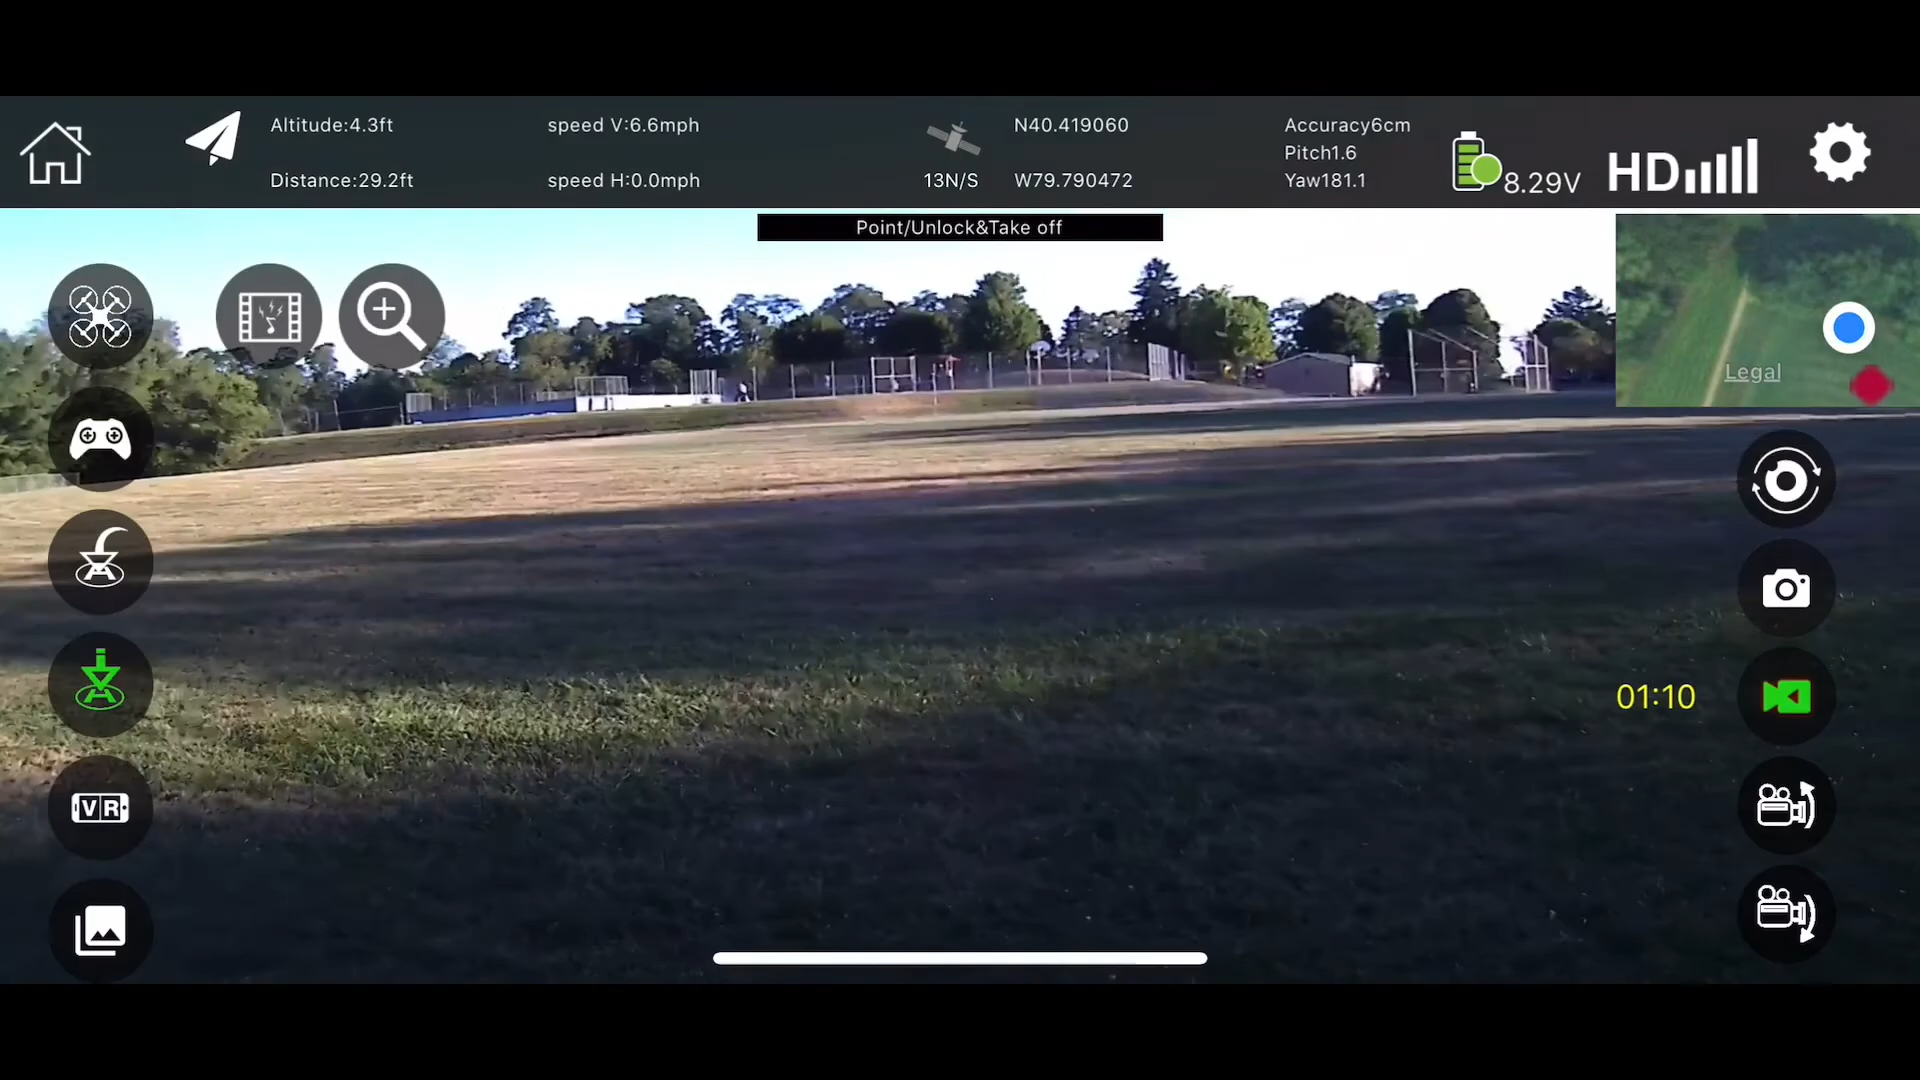 Altitude:4.3ft
speed V:6.6mph
N40.419060
Accuracy6cm
Pitch1.6
Distance:29.2ft
speed H:0.0mph
13N/S
W79.790472
Yaw181.1
8.29V
HD
Point/Unlock&Take off
Legal
01:10
VR